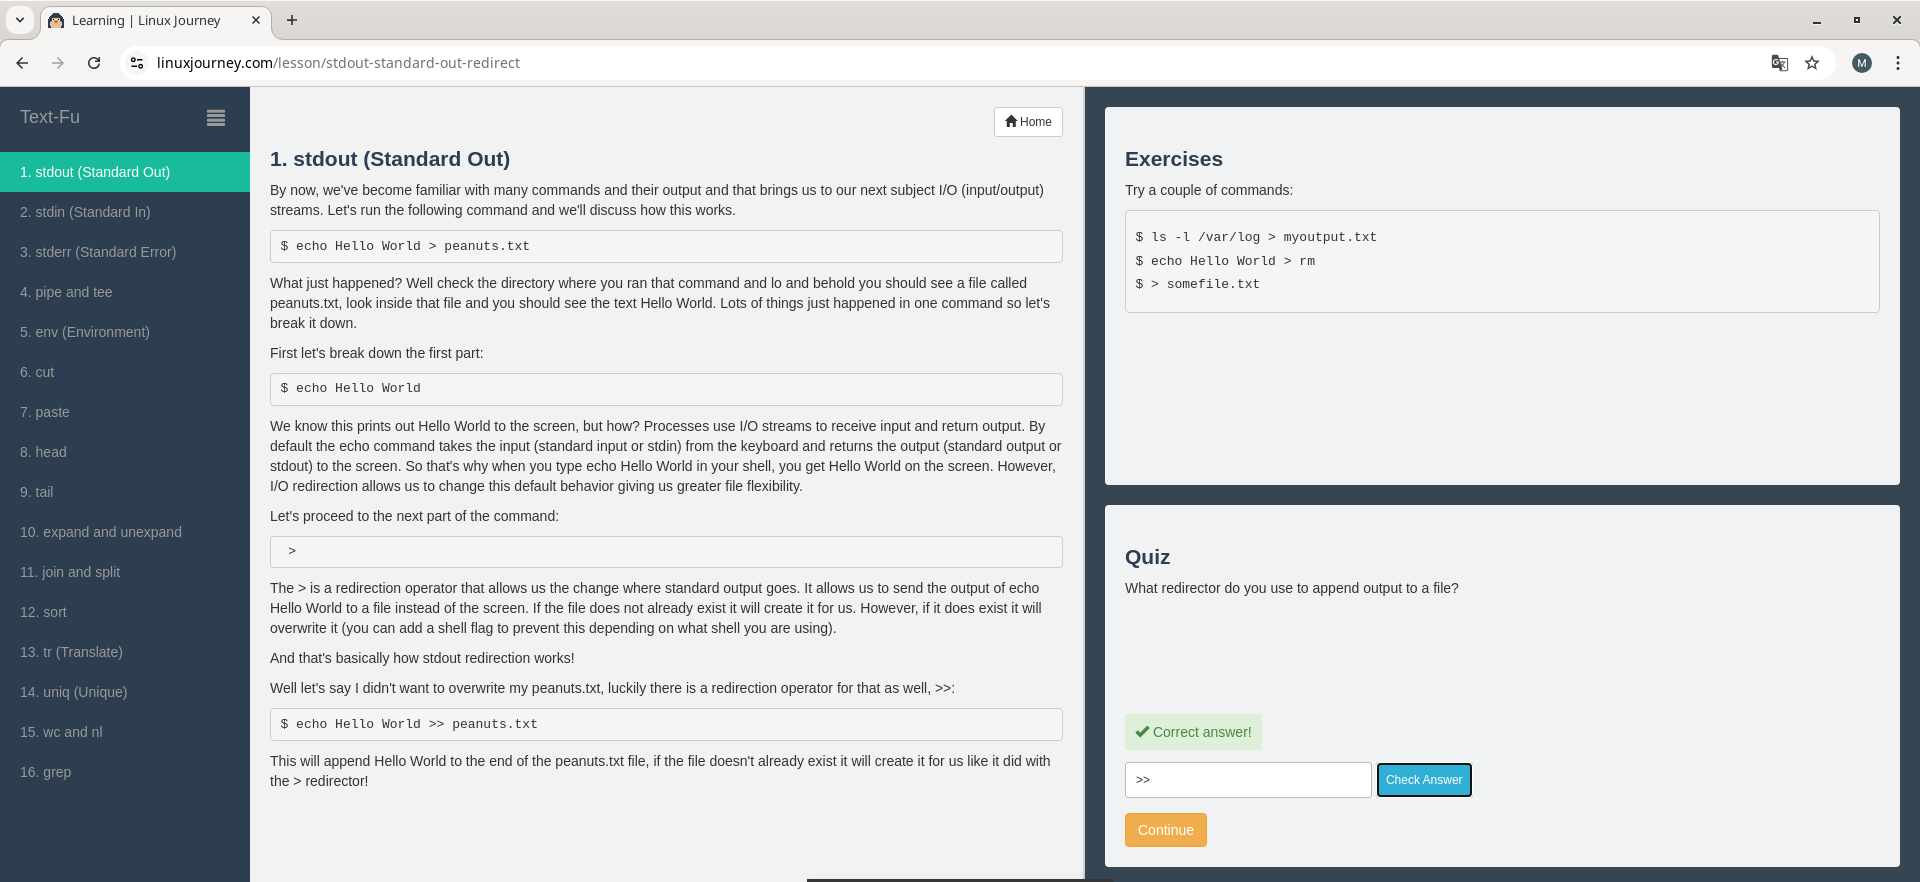 Learning | Linux Journey
linuxjourney.com/lesson/stdout-standard-out-redirect
M
Text-Fu
1. stdout (Standard Out)
2. stdin (Standard In)
3. stderr (Standard Error)
4. pipe and tee
5. env (Environment)
6. cut
7. paste
8. head
9. tail
10. expand and unexpand
11. join and split
12. sort
13. tr (Translate)
14. uniq (Unique)
15. wc and nl
16. grep
Home
1. stdout (Standard Out)
By now, we've become familiar with many commands and their output and that brings us to our next subject I/O (input/output)
streams. Let's run the following command and we'll discuss how this works.
$ echo Hello World > peanuts.txt
What just happened? Well check the directory where you ran that command and lo and behold you should see a file called
peanuts.txt, look inside that file and you should see the text Hello World. Lots of things just happened in one command so let's
break it down.
First let's break down the first part:
$ echo Hello World
We know this prints out Hello World to the screen, but how? Processes use I/O streams to receive input and return output. By
default the echo command takes the input (standard input or stdin) from the keyboard and returns the output (standard output or
stdout) to the screen. So that's why when you type echo Hello World in your shell, you get Hello World on the screen. However,
I/O redirection allows us to change this default behavior giving us greater file flexibility.
Let's proceed to the next part of the command:
>
The > is a redirection operator that allows us the change where standard output goes. It allows us to send the output of echo
Hello World to a file instead of the screen. If the file does not already exist it will create it for us. However, if it does exist it will
overwrite it (you can add a shell flag to prevent this depending on what shell you are using).
And that's basically how stdout redirection works!
Well let's say I didn't want to overwrite my peanuts.txt, luckily there is a redirection operator for that as well, >>:
$ echo Hello World >> peanuts.txt
This will append Hello World to the end of the peanuts.txt file, if the file doesn't already exist it will create it for us like it did with
the > redirector!
Exercises
Try a couple of commands:
$ ls -l /var/log > myoutput.txt
$ echo Hello World > rm
$ > somefile.txt
Quiz
What redirector do you use to append output to a file?
Correct answer!
>>
Check Answer
Continue